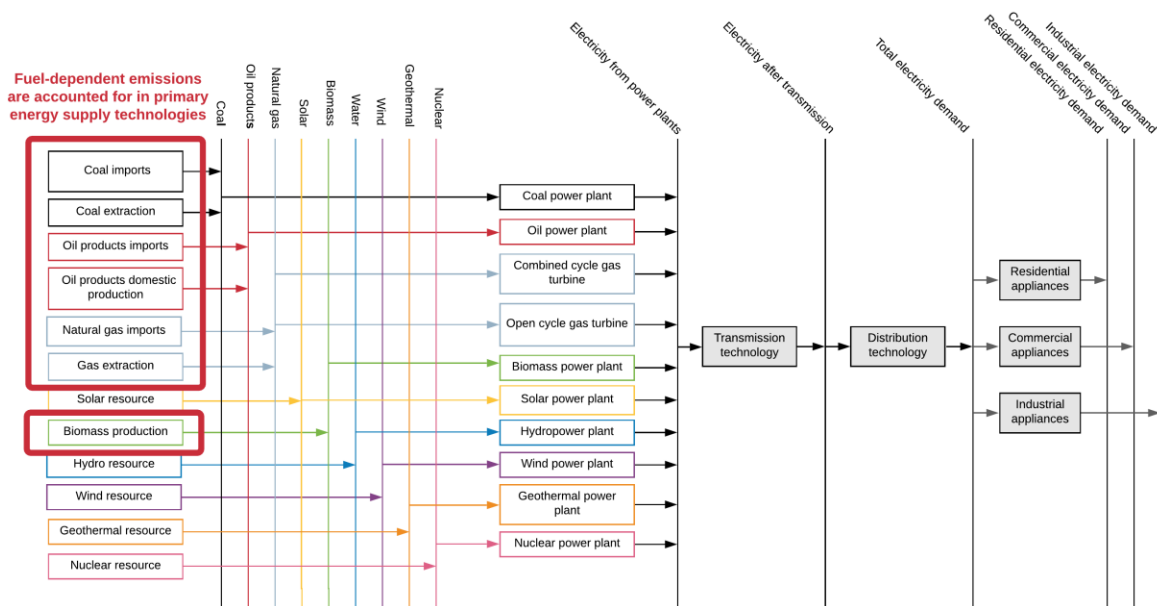 Fuel-dependent emissions
are accounted for in primary
energy supply technologies
Coal
Oil products
Natural gas
Solar
Biomass
Water
Wind
Geothermal
Nuclear
Electricity from power plants
Electricity after transmission
Total electricity demand
Residential electricity demand
Commercial electricity demand
Industrial electricity demand
Coal imports
Coal extraction
Oil products imports
Oil products domestic
production
Natural gas imports
Gas extraction
Solar resource
Biomass production
Hydro resource
Wind resource
Geothermal resource
Nuclear resource
Coal power plant
Oil power plant
Combined cycle gas
turbine
Open cycle gas turbine
Biomass power plant
Solar power plant
Hydropower plant
Wind power plant
Geothermal power
plant
Nuclear power plant
Transmission
technology
Distribution
technology
Residential
appliances
Commercial
appliances
Industrial
appliances